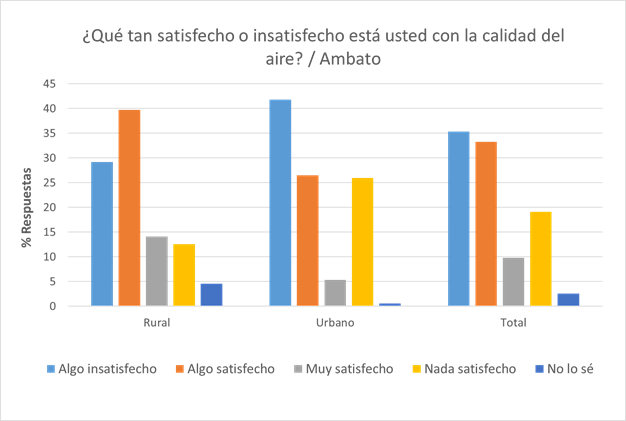 ¿Qué tan satisfecho o insatisfecho está usted con la calidad del
aire? / Ambato
45
40
35
30
25
20
15
10
5
0
% Respuestas
Rural Urbano Total
Algo insatisfecho Algo satisfecho Muy satisfecho Nada satisfecho No lo sé